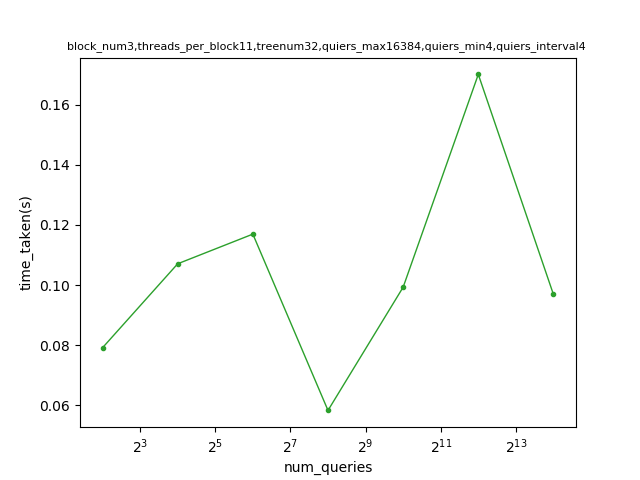 block_num3,threads_per_block11,treenum32,quiers_max16384,quiers_min4,quiers_interval4
time_taken(s)
0.16
0.14
0.12
0.10
0.08
0.06
2^3 2^5 2^7 2^9 2^11 2^13
num_queries